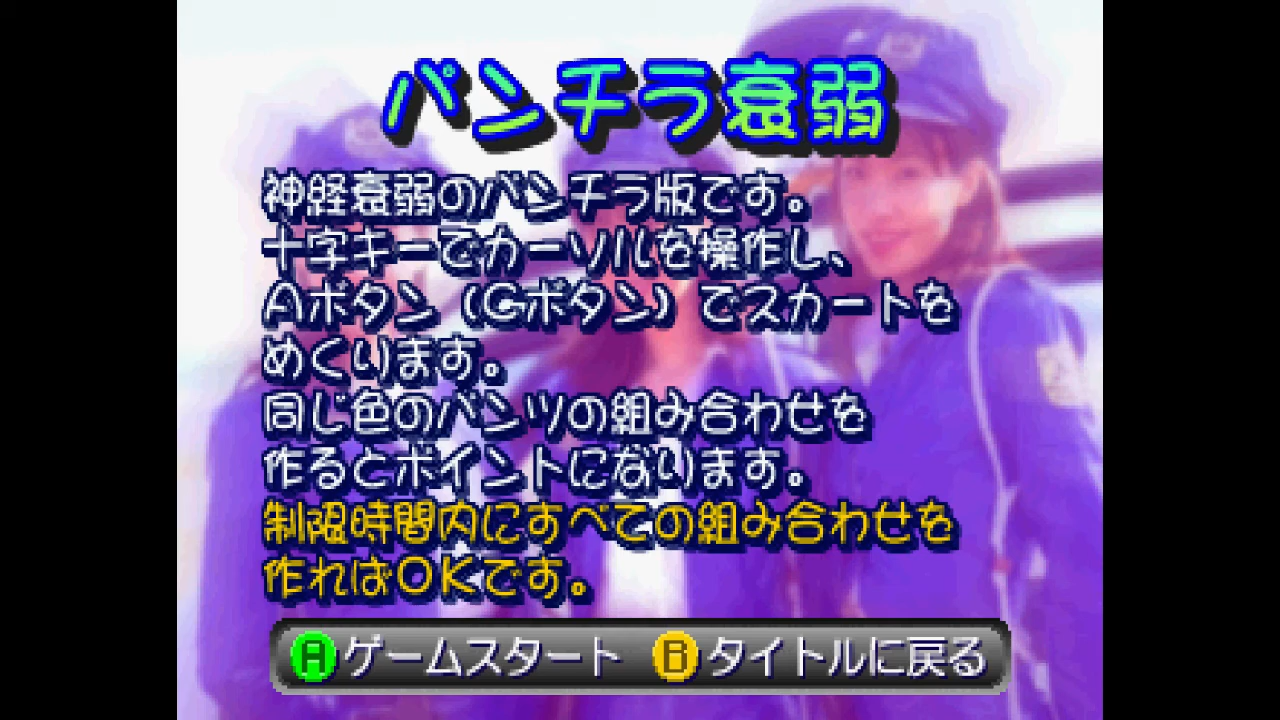 パンチラ衰弱
神経衰弱のパンチラ版です。
十字キーでカーソルを操作し、
Aボタン（Cボタン）でスカートを
めくります。
同じ色のパンツの組み合わせを
作るとポイントになります。
制限時間内にすべての組み合わせを
作ればOKです。
Aゲームスタート Bタイトルに戻る